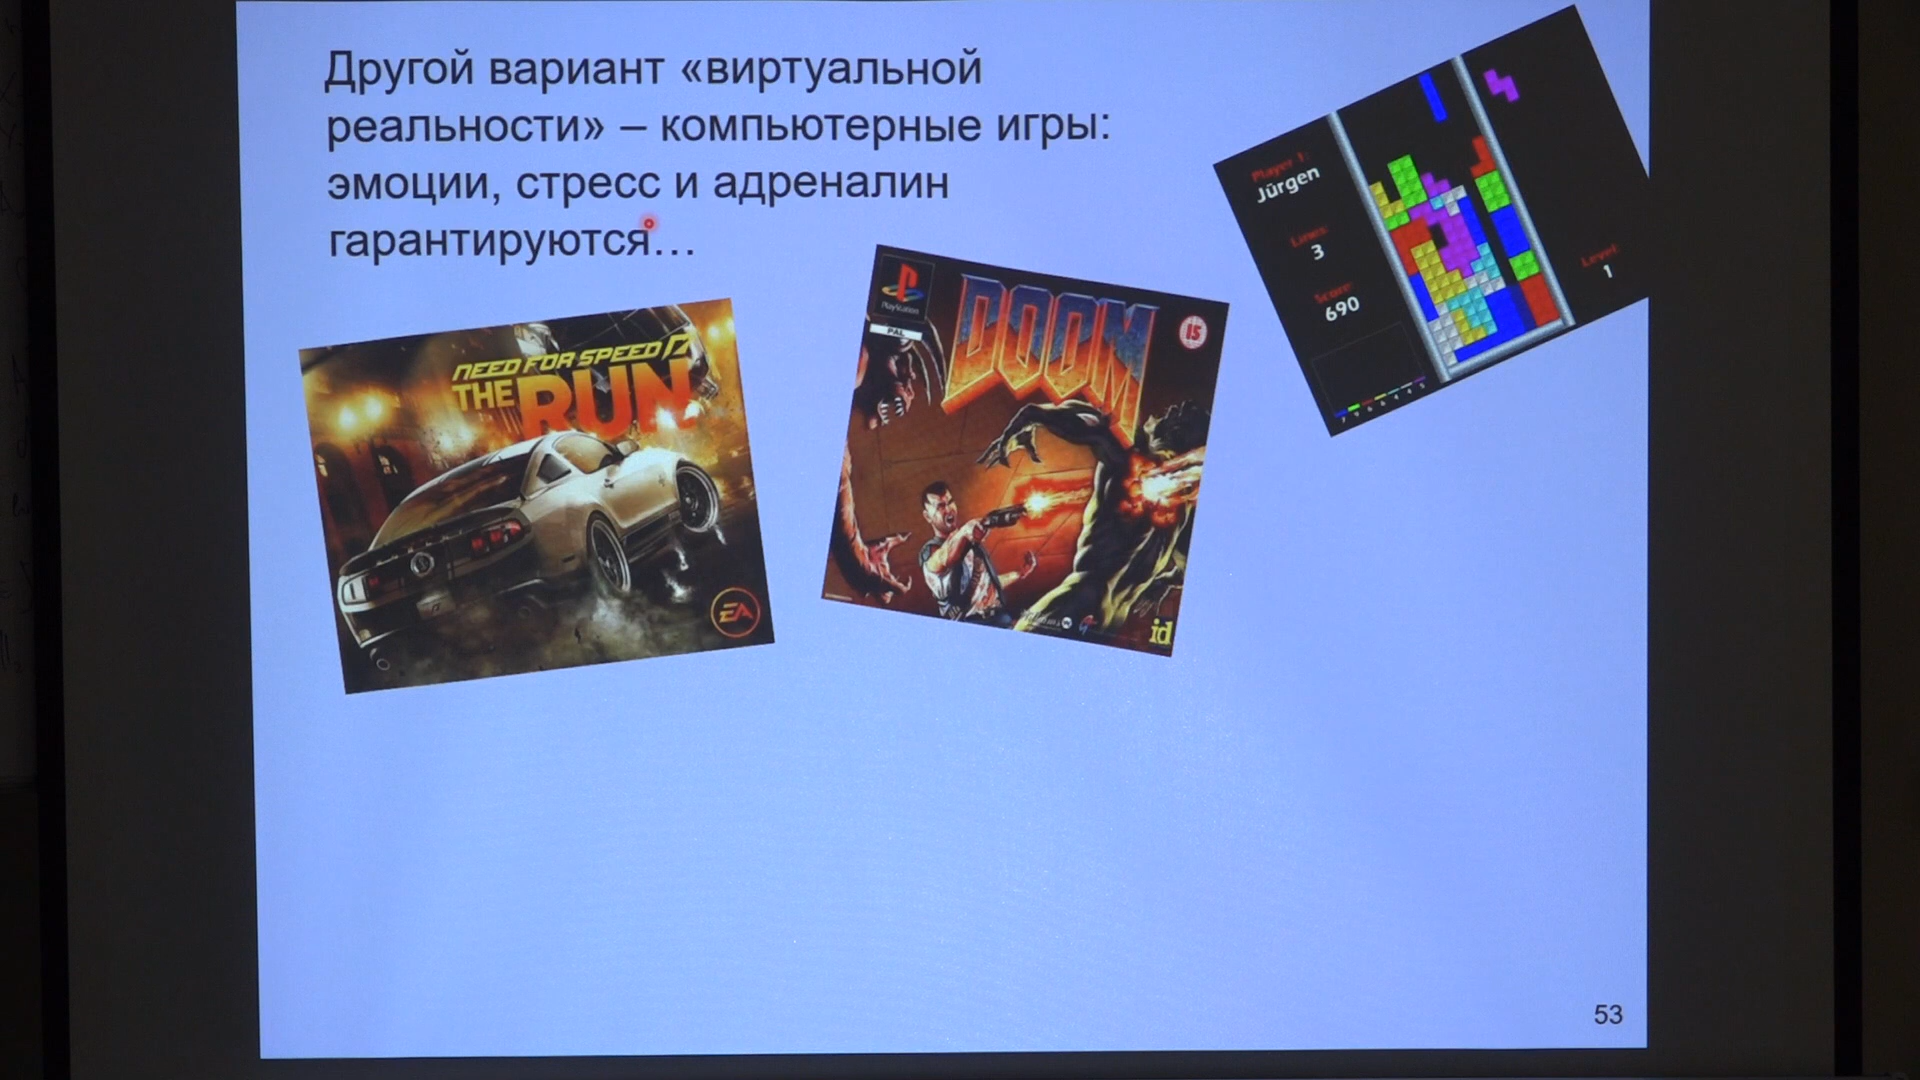 Другой вариант «виртуальной
реальности» – компьютерные игры:
эмоции, стресс и адреналин
гарантируются...
Player 1:
Jürgen
Lines:
3
Score:
690
Level:
1
NEED FOR SPEED
THE RUN
EA
PlayStation
PAL
DOOM
15
id
53